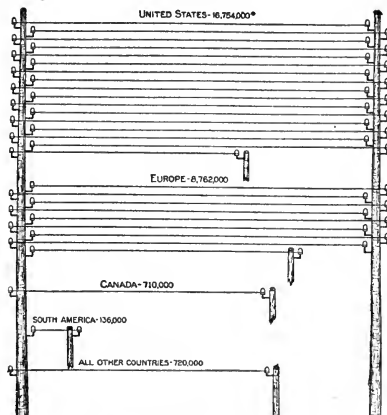 UNITED STATES-16,754,000*
EUROPE-8,762,000
CANADA-710,000
SOUTH AMERICA-136,000
ALL OTHER COUNTRIES-720,000